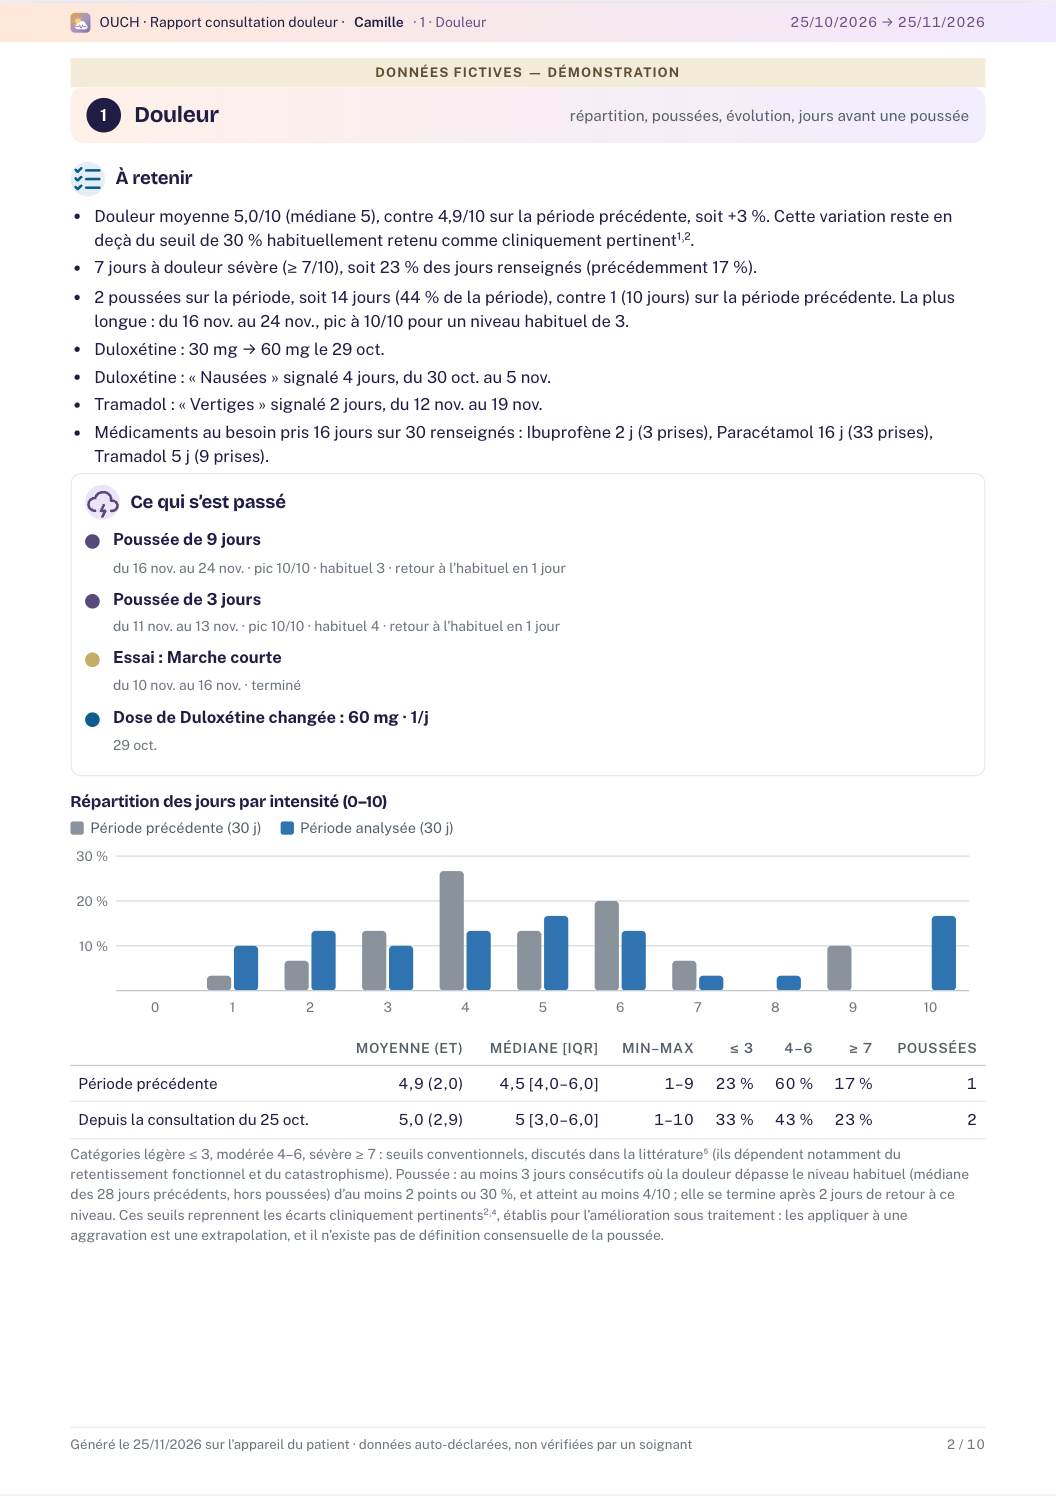 OUCH · Rapport consultation douleur · Camille · 1 · Douleur
25/10/2026 → 25/11/2026
DONNÉES FICTIVES — DÉMONSTRATION
1 Douleur
répartition, poussées, évolution, jours avant une poussée
À retenir
• Douleur moyenne 5,0/10 (médiane 5), contre 4,9/10 sur la période précédente, soit +3 %. Cette variation reste en
deçà du seuil de 30 % habituellement retenu comme cliniquement pertinent¹,².
• 7 jours à douleur sévère (≥ 7/10), soit 23 % des jours renseignés (précédemment 17 %).
• 2 poussées sur la période, soit 14 jours (44 % de la période), contre 1 (10 jours) sur la période précédente. La plus
longue : du 16 nov. au 24 nov., pic à 10/10 pour un niveau habituel de 3.
• Duloxétine : 30 mg → 60 mg le 29 oct.
• Duloxétine : « Nausées » signalé 4 jours, du 30 oct. au 5 nov.
• Tramadol : « Vertiges » signalé 2 jours, du 12 nov. au 19 nov.
• Médicaments au besoin pris 16 jours sur 30 renseignés : Ibuprofène 2 j (3 prises), Paracétamol 16 j (33 prises),
Tramadol 5 j (9 prises).
Ce qui s’est passé
Poussée de 9 jours
du 16 nov. au 24 nov. · pic 10/10 · habituel 3 · retour à l’habituel en 1 jour
Poussée de 3 jours
du 11 nov. au 13 nov. · pic 10/10 · habituel 4 · retour à l’habituel en 1 jour
Essai : Marche courte
du 10 nov. au 16 nov. · terminé
Dose de Duloxétine changée : 60 mg · 1/j
29 oct.
Répartition des jours par intensité (0–10)
Période précédente (30 j) Période analysée (30 j)
30 %
20 %
10 %
0 1 2 3 4 5 6 7 8 9 10
MOYENNE (ET) MÉDIANE [IQR] MIN–MAX ≤ 3 4–6 ≥ 7 POUSSÉES
Période précédente 4,9 (2,0) 4,5 [4,0–6,0] 1–9 23 % 60 % 17 % 1
Depuis la consultation du 25 oct. 5,0 (2,9) 5 [3,0–6,0] 1–10 33 % 43 % 23 % 2
Catégories légère ≤ 3, modérée 4–6, sévère ≥ 7 : seuils conventionnels, discutés dans la littérature⁵ (ils dépendent notamment du
retentissement fonctionnel et du catastrophisme). Poussée : au moins 3 jours consécutifs où la douleur dépasse le niveau habituel (médiane
des 28 jours précédents, hors poussées) d’au moins 2 points ou 30 %, et atteint au moins 4/10 ; elle se termine après 2 jours de retour à ce
niveau. Ces seuils reprennent les écarts cliniquement pertinents²,⁴, établis pour l’amélioration sous traitement : les appliquer à une
aggravation est une extrapolation, et il n’existe pas de définition consensuelle de la poussée.
Généré le 25/11/2026 sur l’appareil du patient · données auto-déclarées, non vérifiées par un soignant
2 / 10